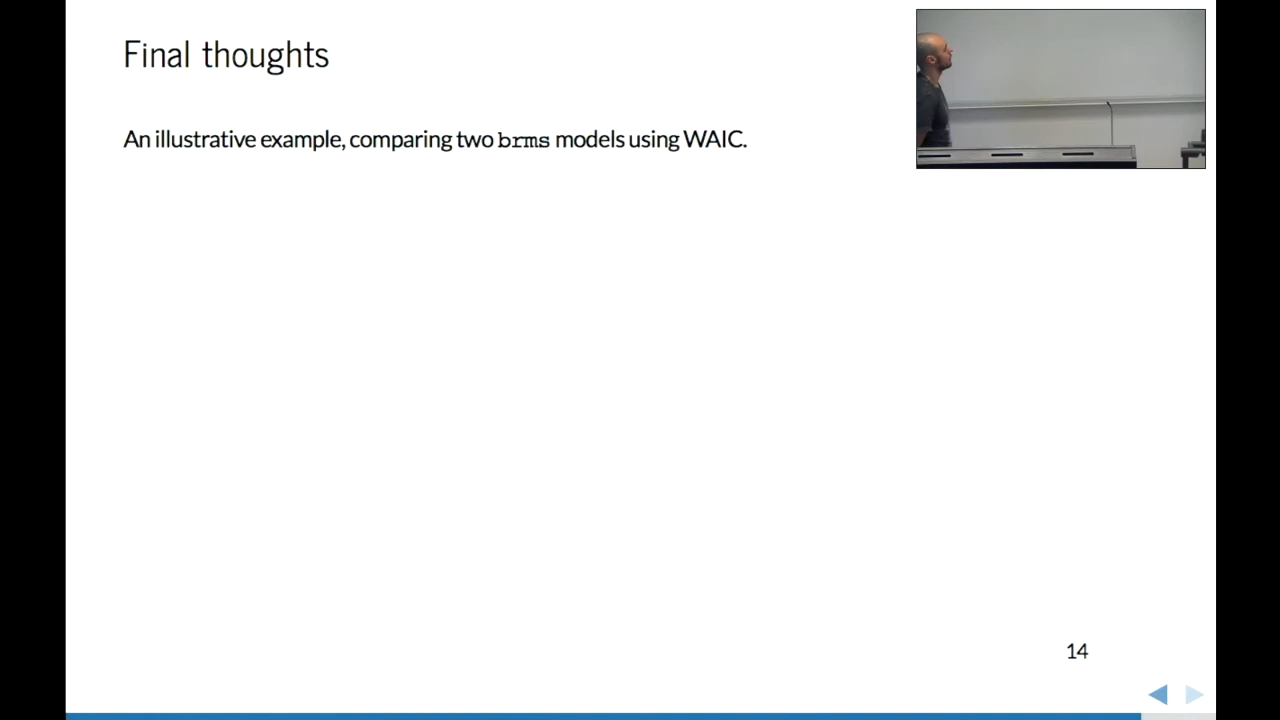 Final thoughts
An illustrative example, comparing two brms models using WAIC.
14